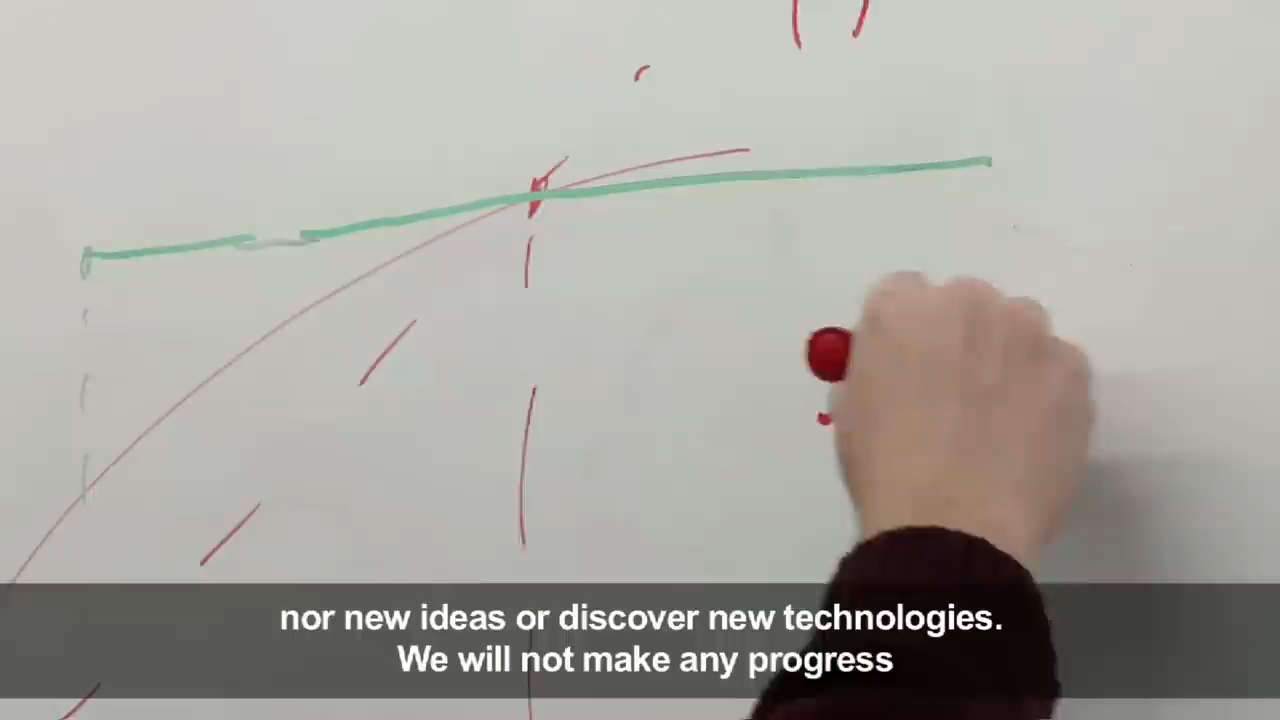 nor new ideas or discover new technologies.
We will not make any progress